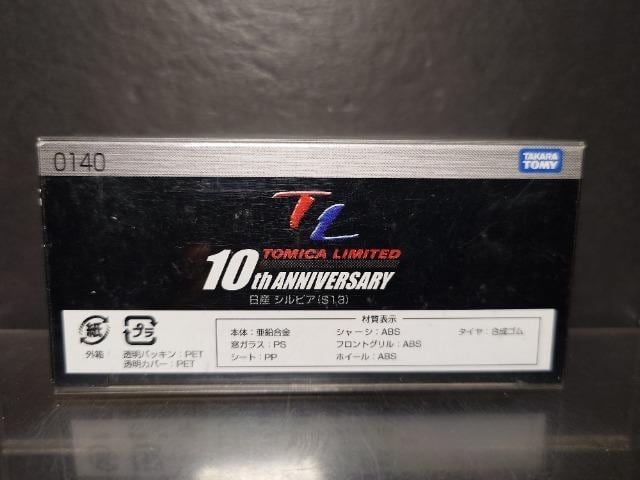 0140
TAKARA
TOMY
TL
TOMICA LIMITED
10th ANNIVERSARY
日産 シルビア(S13)
材質表示
紙
プラ
本体:亜鉛合金
シャーシ:ABS
タイヤ:合成ゴム
窓ガラス:PS
フロントグリル:ABS
シート:PP
ホイール:ABS
外箱:
透明パッキン:PET
透明カバー:PET